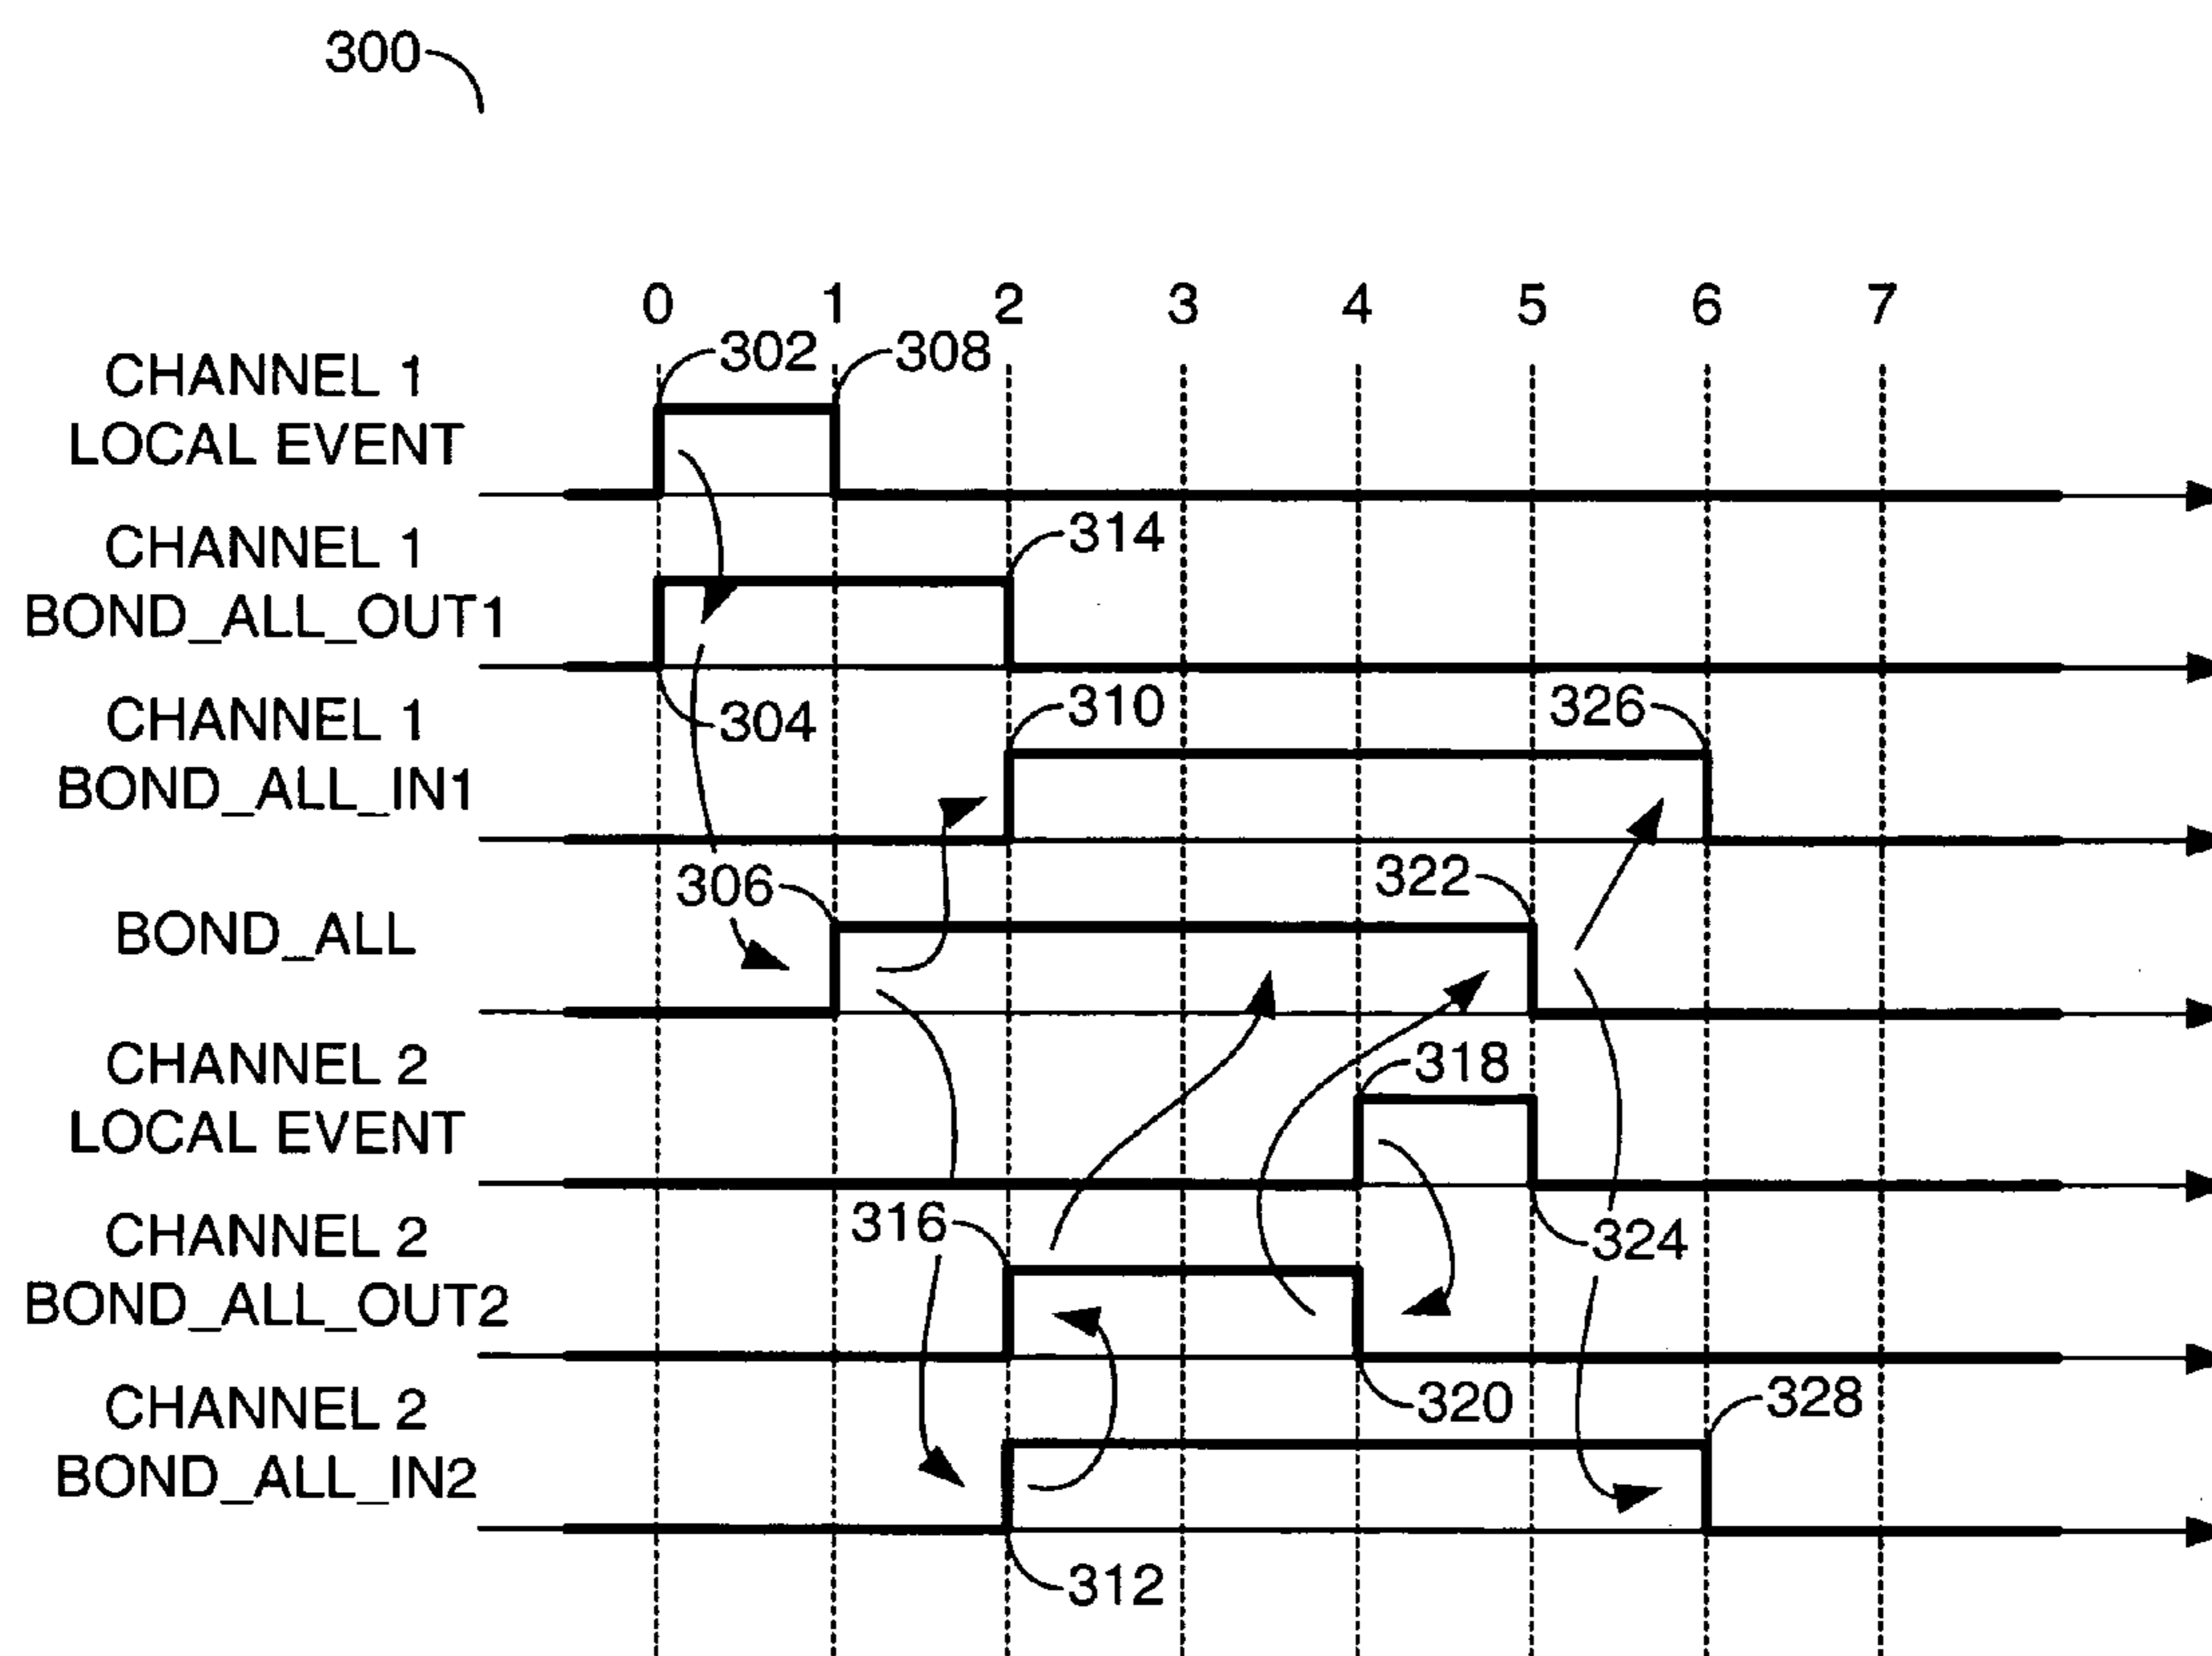 300
0 1 2 3 4 5 6 7
302 308
CHANNEL 1
LOCAL EVENT
CHANNEL 1
BOND_ALL_OUT1
314
304
CHANNEL 1
BOND_ALL_IN1
310 326
306 322
BOND_ALL
CHANNEL 2
LOCAL EVENT
318
316 324
CHANNEL 2
BOND_ALL_OUT2
320
CHANNEL 2
BOND_ALL_IN2
328
312